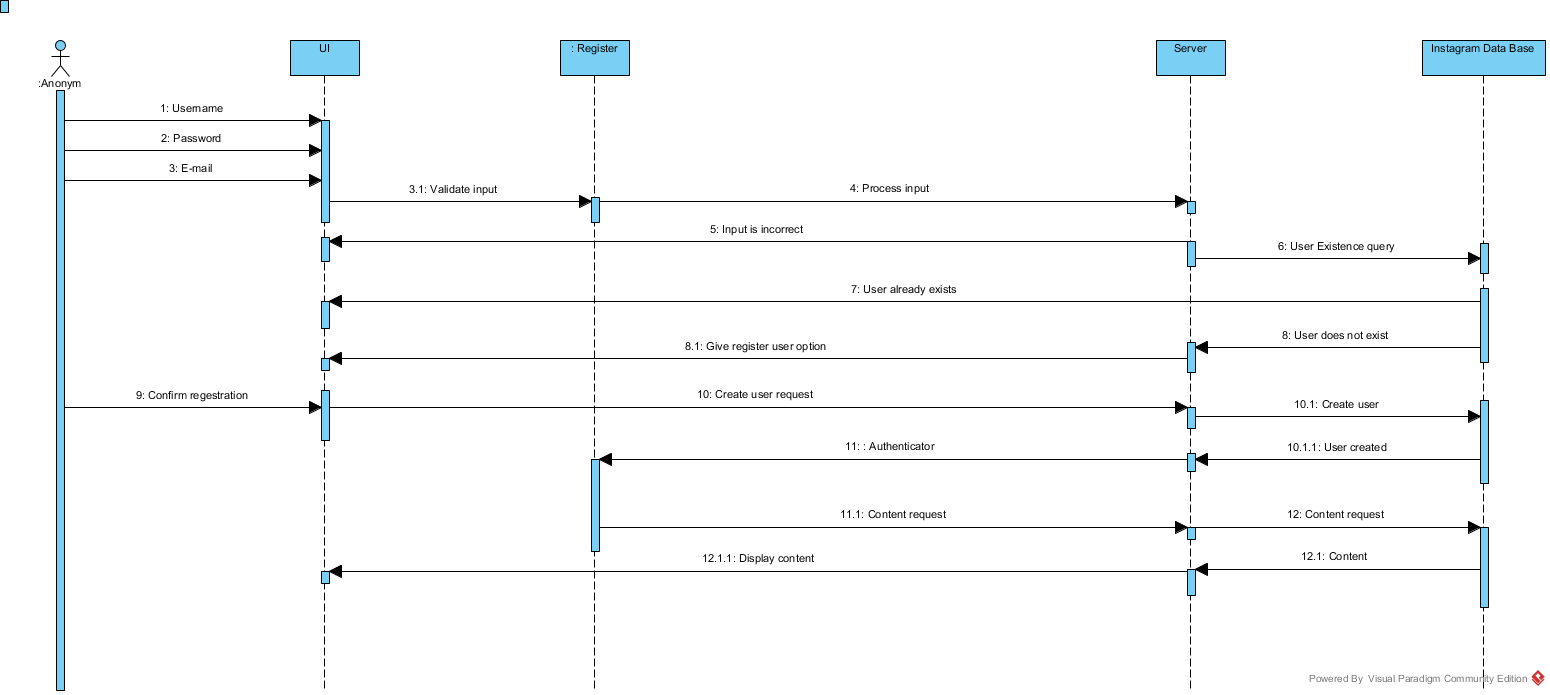 UI
: Register
Server
Instagram Data Base
:Anonym
1: Username
2: Password
3: E-mail
3.1: Validate input
4: Process input
5: Input is incorrect
6: User Existence query
7: User already exists
8: User does not exist
8.1: Give register user option
9: Confirm regestration
10: Create user request
10.1: Create user
11: : Authenticator
10.1.1: User created
11.1: Content request
12: Content request
12.1.1: Display content
12.1: Content
Powered By Visual Paradigm Community Edition